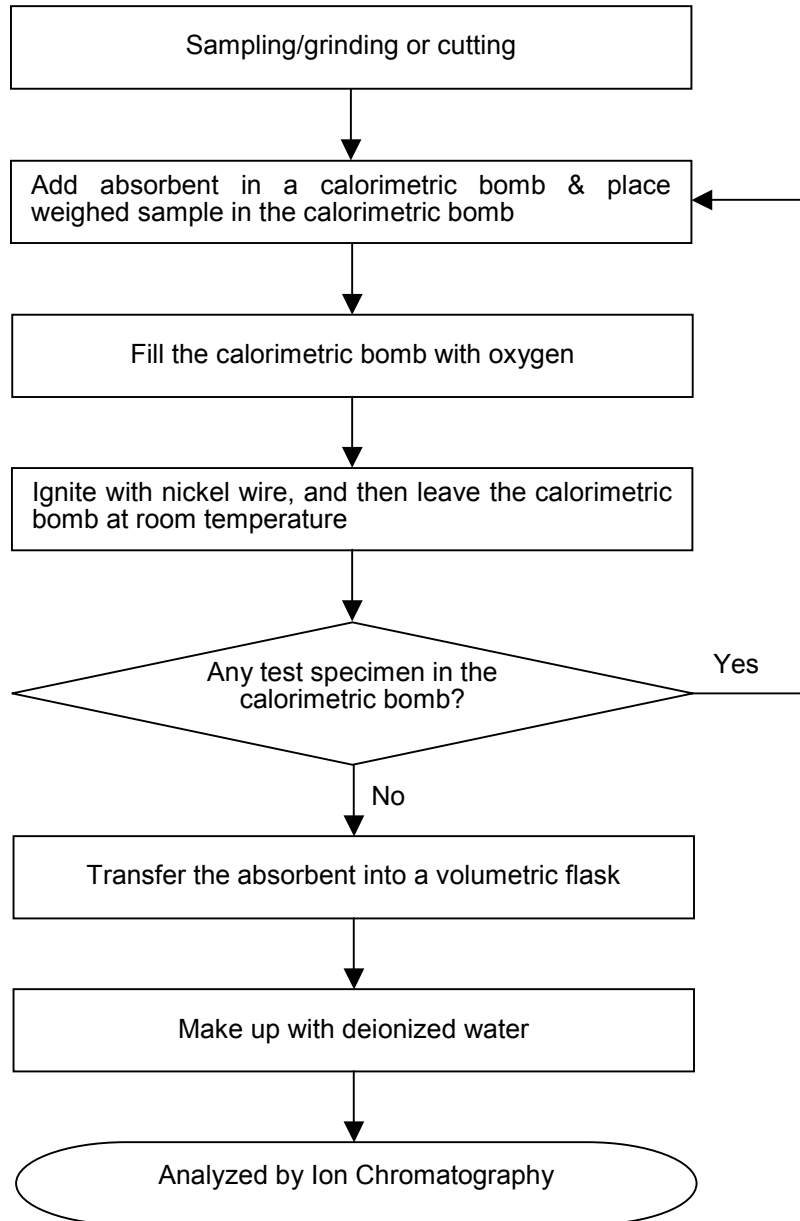 Sampling/grinding or cutting
Add absorbent in a calorimetric bomb & place
weighed sample in the calorimetric bomb
Fill the calorimetric bomb with oxygen
Ignite with nickel wire, and then leave the calorimetric
bomb at room temperature
Any test specimen in the
calorimetric bomb?
Yes
No
Transfer the absorbent into a volumetric flask
Make up with deionized water
Analyzed by Ion Chromatography